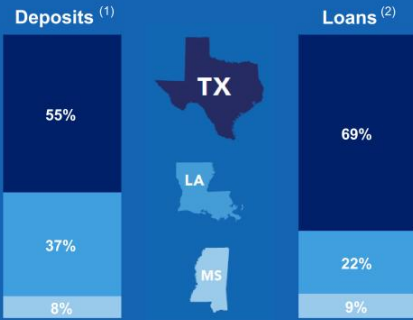 Deposits (1)
Loans (2)
55%
TX
69%
LA
37%
22%
MS
8%
9%